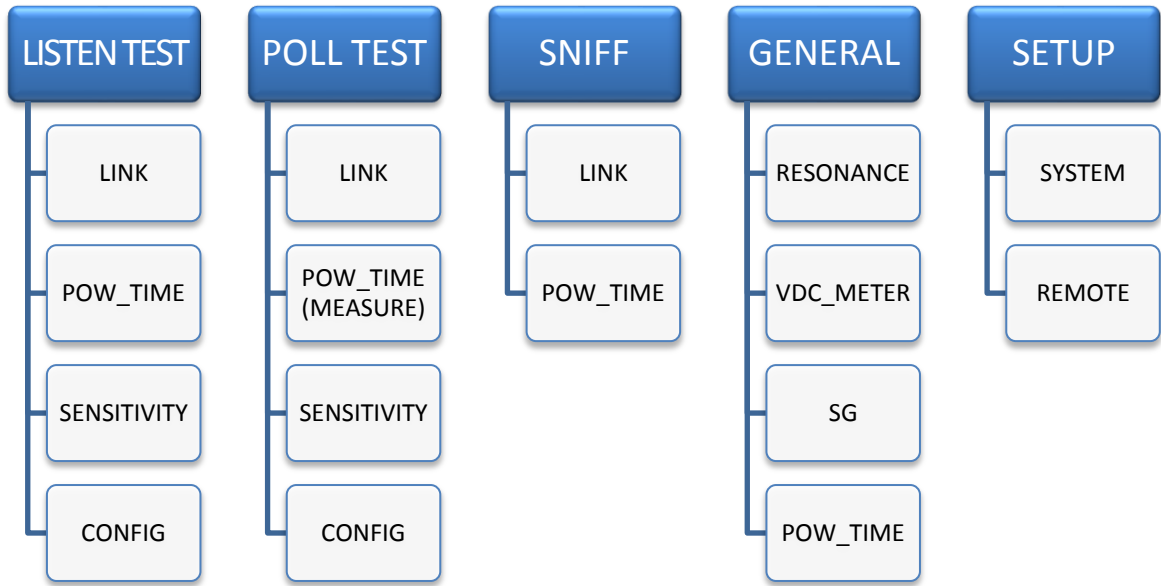 LISTEN TEST
LINK
POW_TIME
SENSITIVITY
CONFIG
POLL TEST
LINK
POW_TIME
(MEASURE)
SENSITIVITY
CONFIG
SNIFF
LINK
POW_TIME
GENERAL
RESONANCE
VDC_METER
SG
POW_TIME
SETUP
SYSTEM
REMOTE